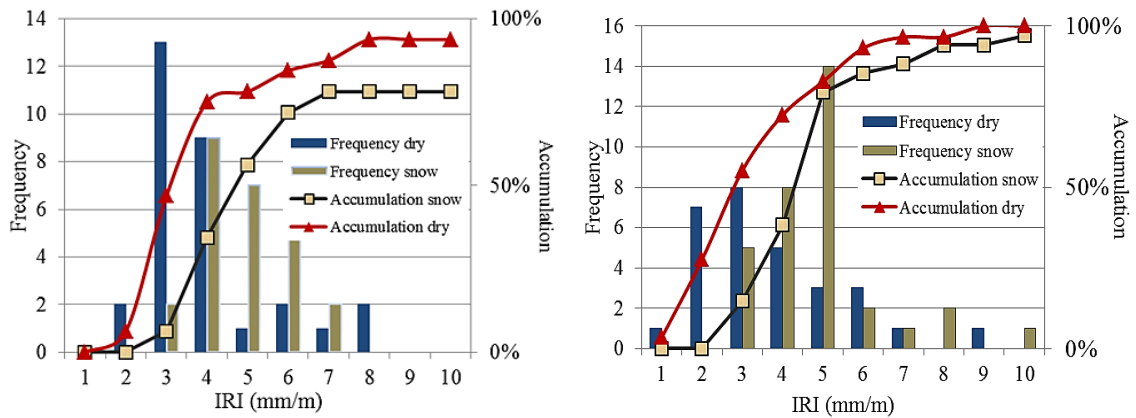 14
12
10
8
6
4
2
0
Frequency
100%
50%
0%
Accumulation
Frequency dry
Frequency snow
Accumulation snow
Accumulation dry
1 2 3 4 5 6 7 8 9 10
IRI (mm/m)
16
14
12
10
8
6
4
2
0
Frequency
100%
50%
0%
Accumulation
Frequency dry
Frequency snow
Accumulation snow
Accumulation dry
1 2 3 4 5 6 7 8 9 10
IRI (mm/m)